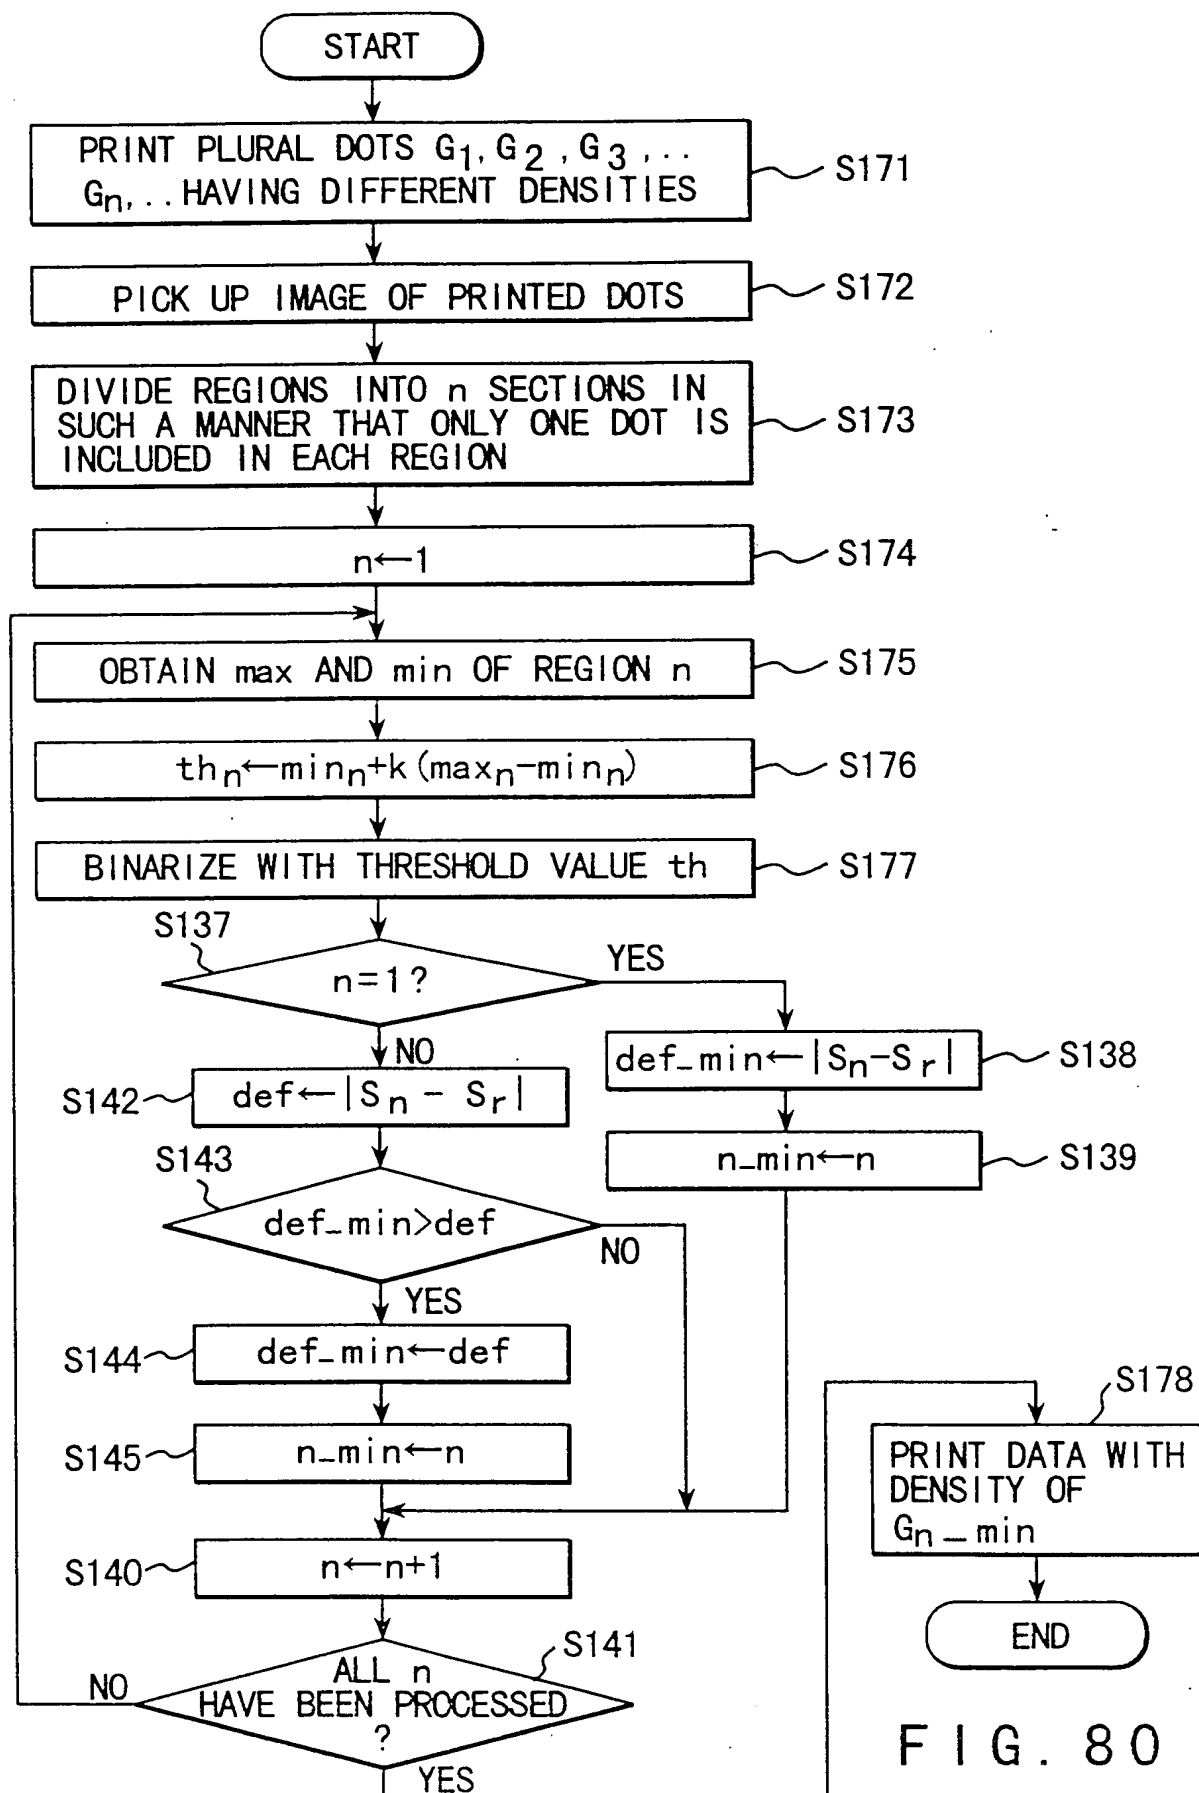 START
PRINT PLURAL DOTS G1, G2, G3, ..
Gn, .. HAVING DIFFERENT DENSITIES
S171
PICK UP IMAGE OF PRINTED DOTS
S172
DIVIDE REGIONS INTO n SECTIONS IN
SUCH A MANNER THAT ONLY ONE DOT IS
INCLUDED IN EACH REGION
S173
n←1
S174
OBTAIN max AND min OF REGION n
S175
thn←minn+k(maxn-minn)
S176
BINARIZE WITH THRESHOLD VALUE th
S177
S137
n=1?
YES
NO
def_min←|Sn-Sr|
S138
S142
def←|Sn - Sr|
n_min←n
S139
S143
def_min>def
NO
YES
S144
def_min←def
S145
n_min←n
S140
n←n+1
S141
ALL n
HAVE BEEN PROCESSED
?
NO
YES
S178
PRINT DATA WITH
DENSITY OF
Gn_min
END
FIG. 80